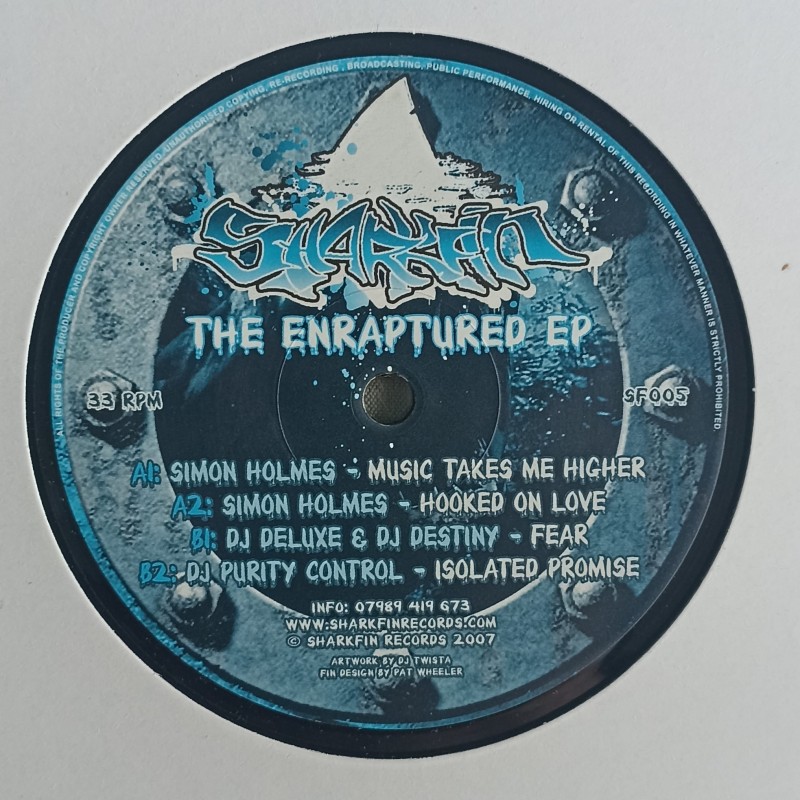 ALL RIGHTS OF THE PRODUCER AND COPYRIGHT OWNER RESERVED. UNAUTHORISED COPYING, RE-RECORDING, BROADCASTING, PUBLIC PERFORMANCE, HIRING OR RENTAL OF THIS RECORDING IN WHATEVER MANNER IS STRICTLY PROHIBITED.
SHARKFIN
THE ENRAPTURED EP
33 RPM
SF005
A1: SIMON HOLMES - MUSIC TAKES ME HIGHER
A2: SIMON HOLMES - HOOKED ON LOVE
B1: DJ DELUXE & DJ DESTINY - FEAR
B2: DJ PURITY CONTROL - ISOLATED PROMISE
INFO: 07989 419 673
WWW.SHARKFINRECORDS.COM
© SHARKFIN RECORDS 2007
ARTWORK BY DJ TWISTA
FIN DESIGN BY PAT WHEELER